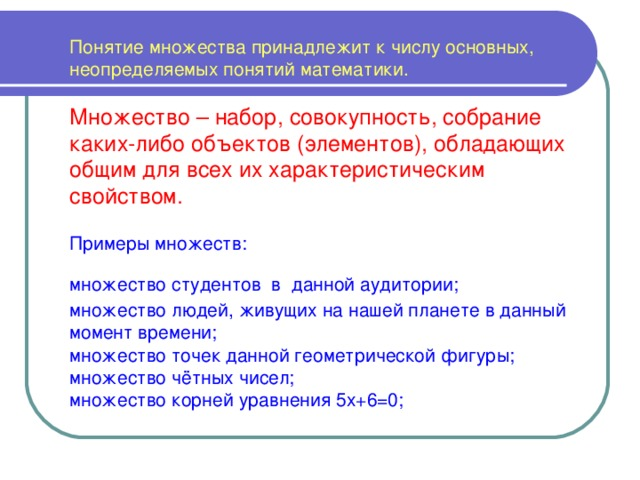 Понятие множества принадлежит к числу основных,
неопределяемых понятий математики.
Множество – набор, совокупность, собрание
каких-либо объектов (элементов), обладающих
общим для всех их характеристическим
свойством.
Примеры множеств:
множество студентов в данной аудитории;
множество людей, живущих на нашей планете в данный
момент времени;
множество точек данной геометрической фигуры;
множество чётных чисел;
множество корней уравнения 5х+6=0;